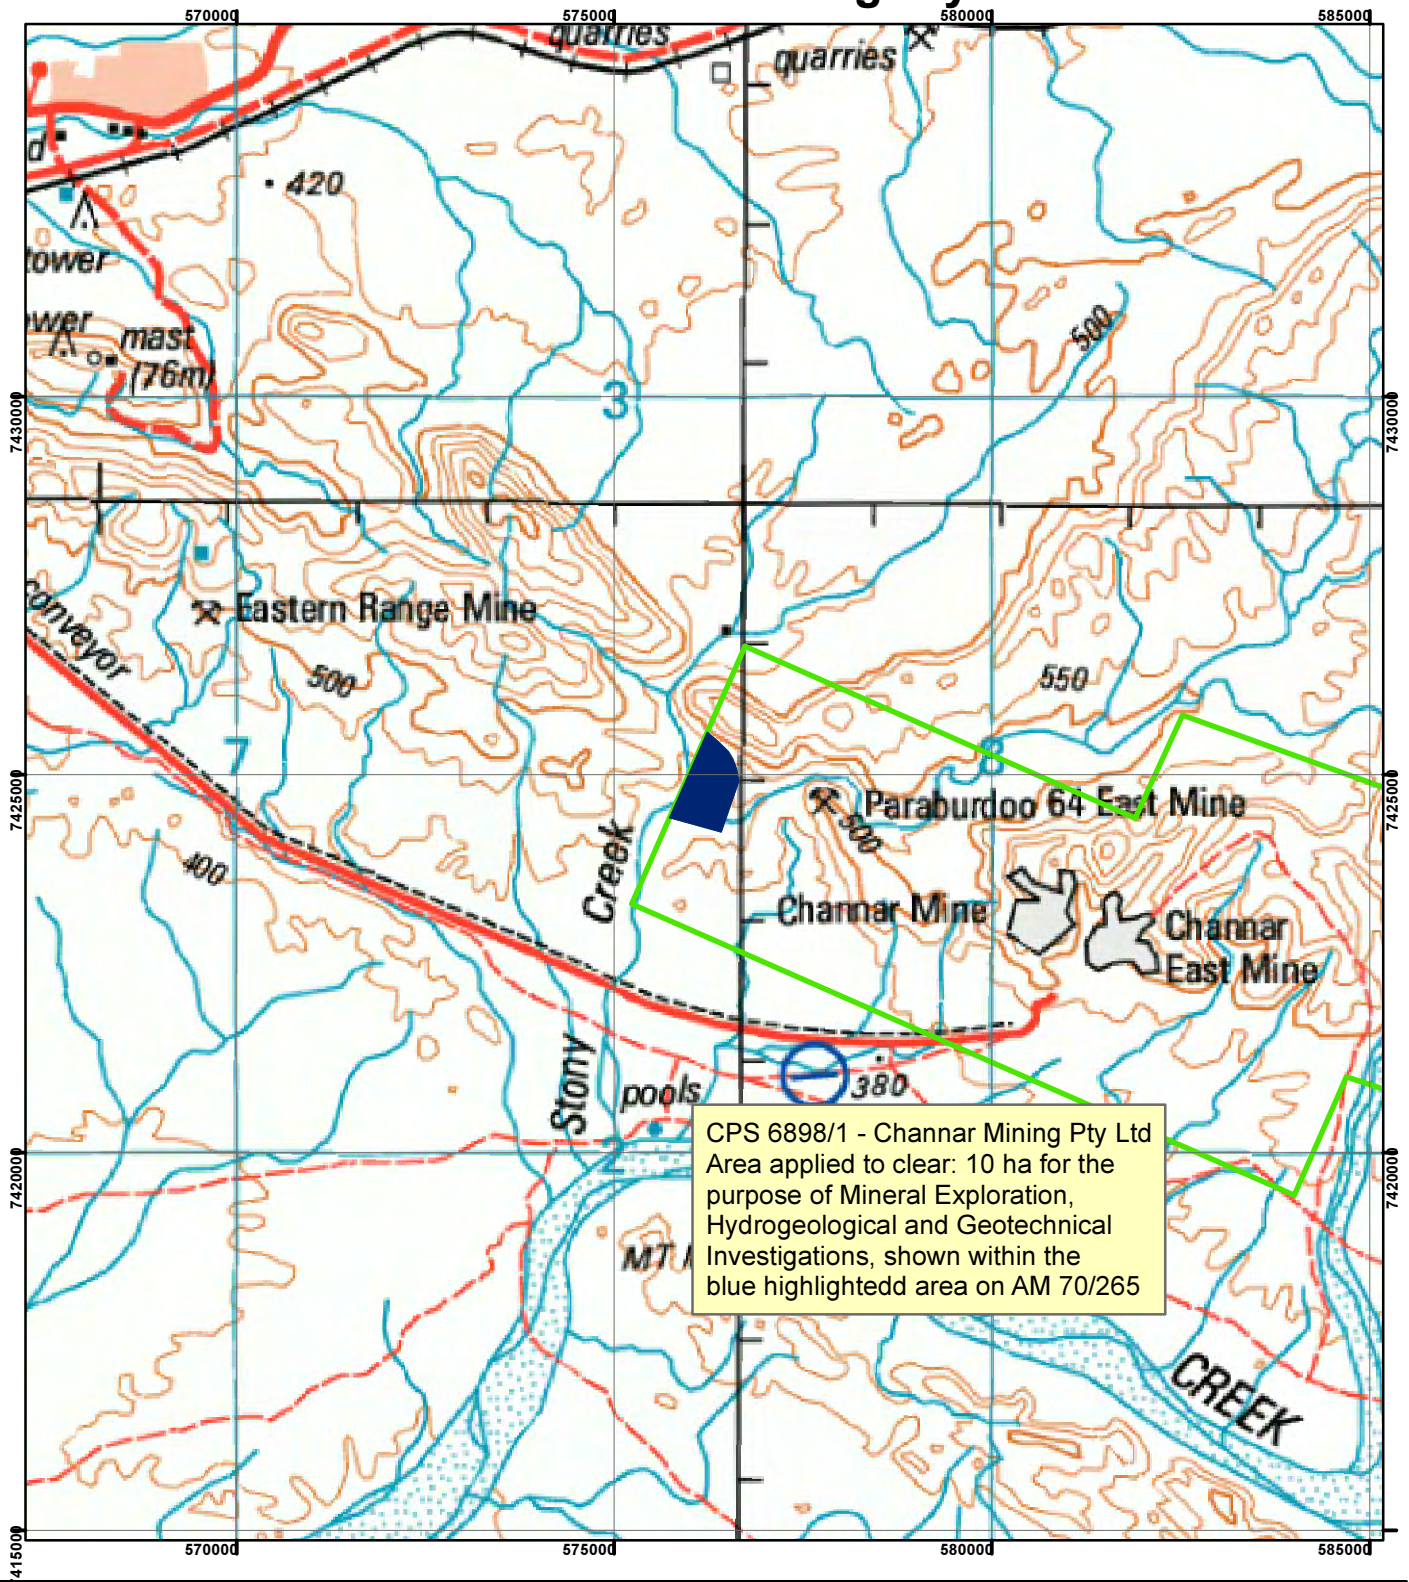 570000
575000
580000
585000
quarries
quarries
d
420
tower
ower
mast
(76m)
500
3
7430000
7430000
conveyor
Eastern Range Mine
500
550
7
8
7425000
7425000
Paraburdoo 64 East Mine
500
400
Creek
Channar Mine
Channar
East Mine
Stony
pools
380
7420000
7420000
CPS 6898/1 - Channar Mining Pty Ltd
Area applied to clear: 10 ha for the
purpose of Mineral Exploration,
Hydrogeological and Geotechnical
Investigations, shown within the
blue highlightedd area on AM 70/265
MT
CREEK
7415000
570000
575000
580000
585000